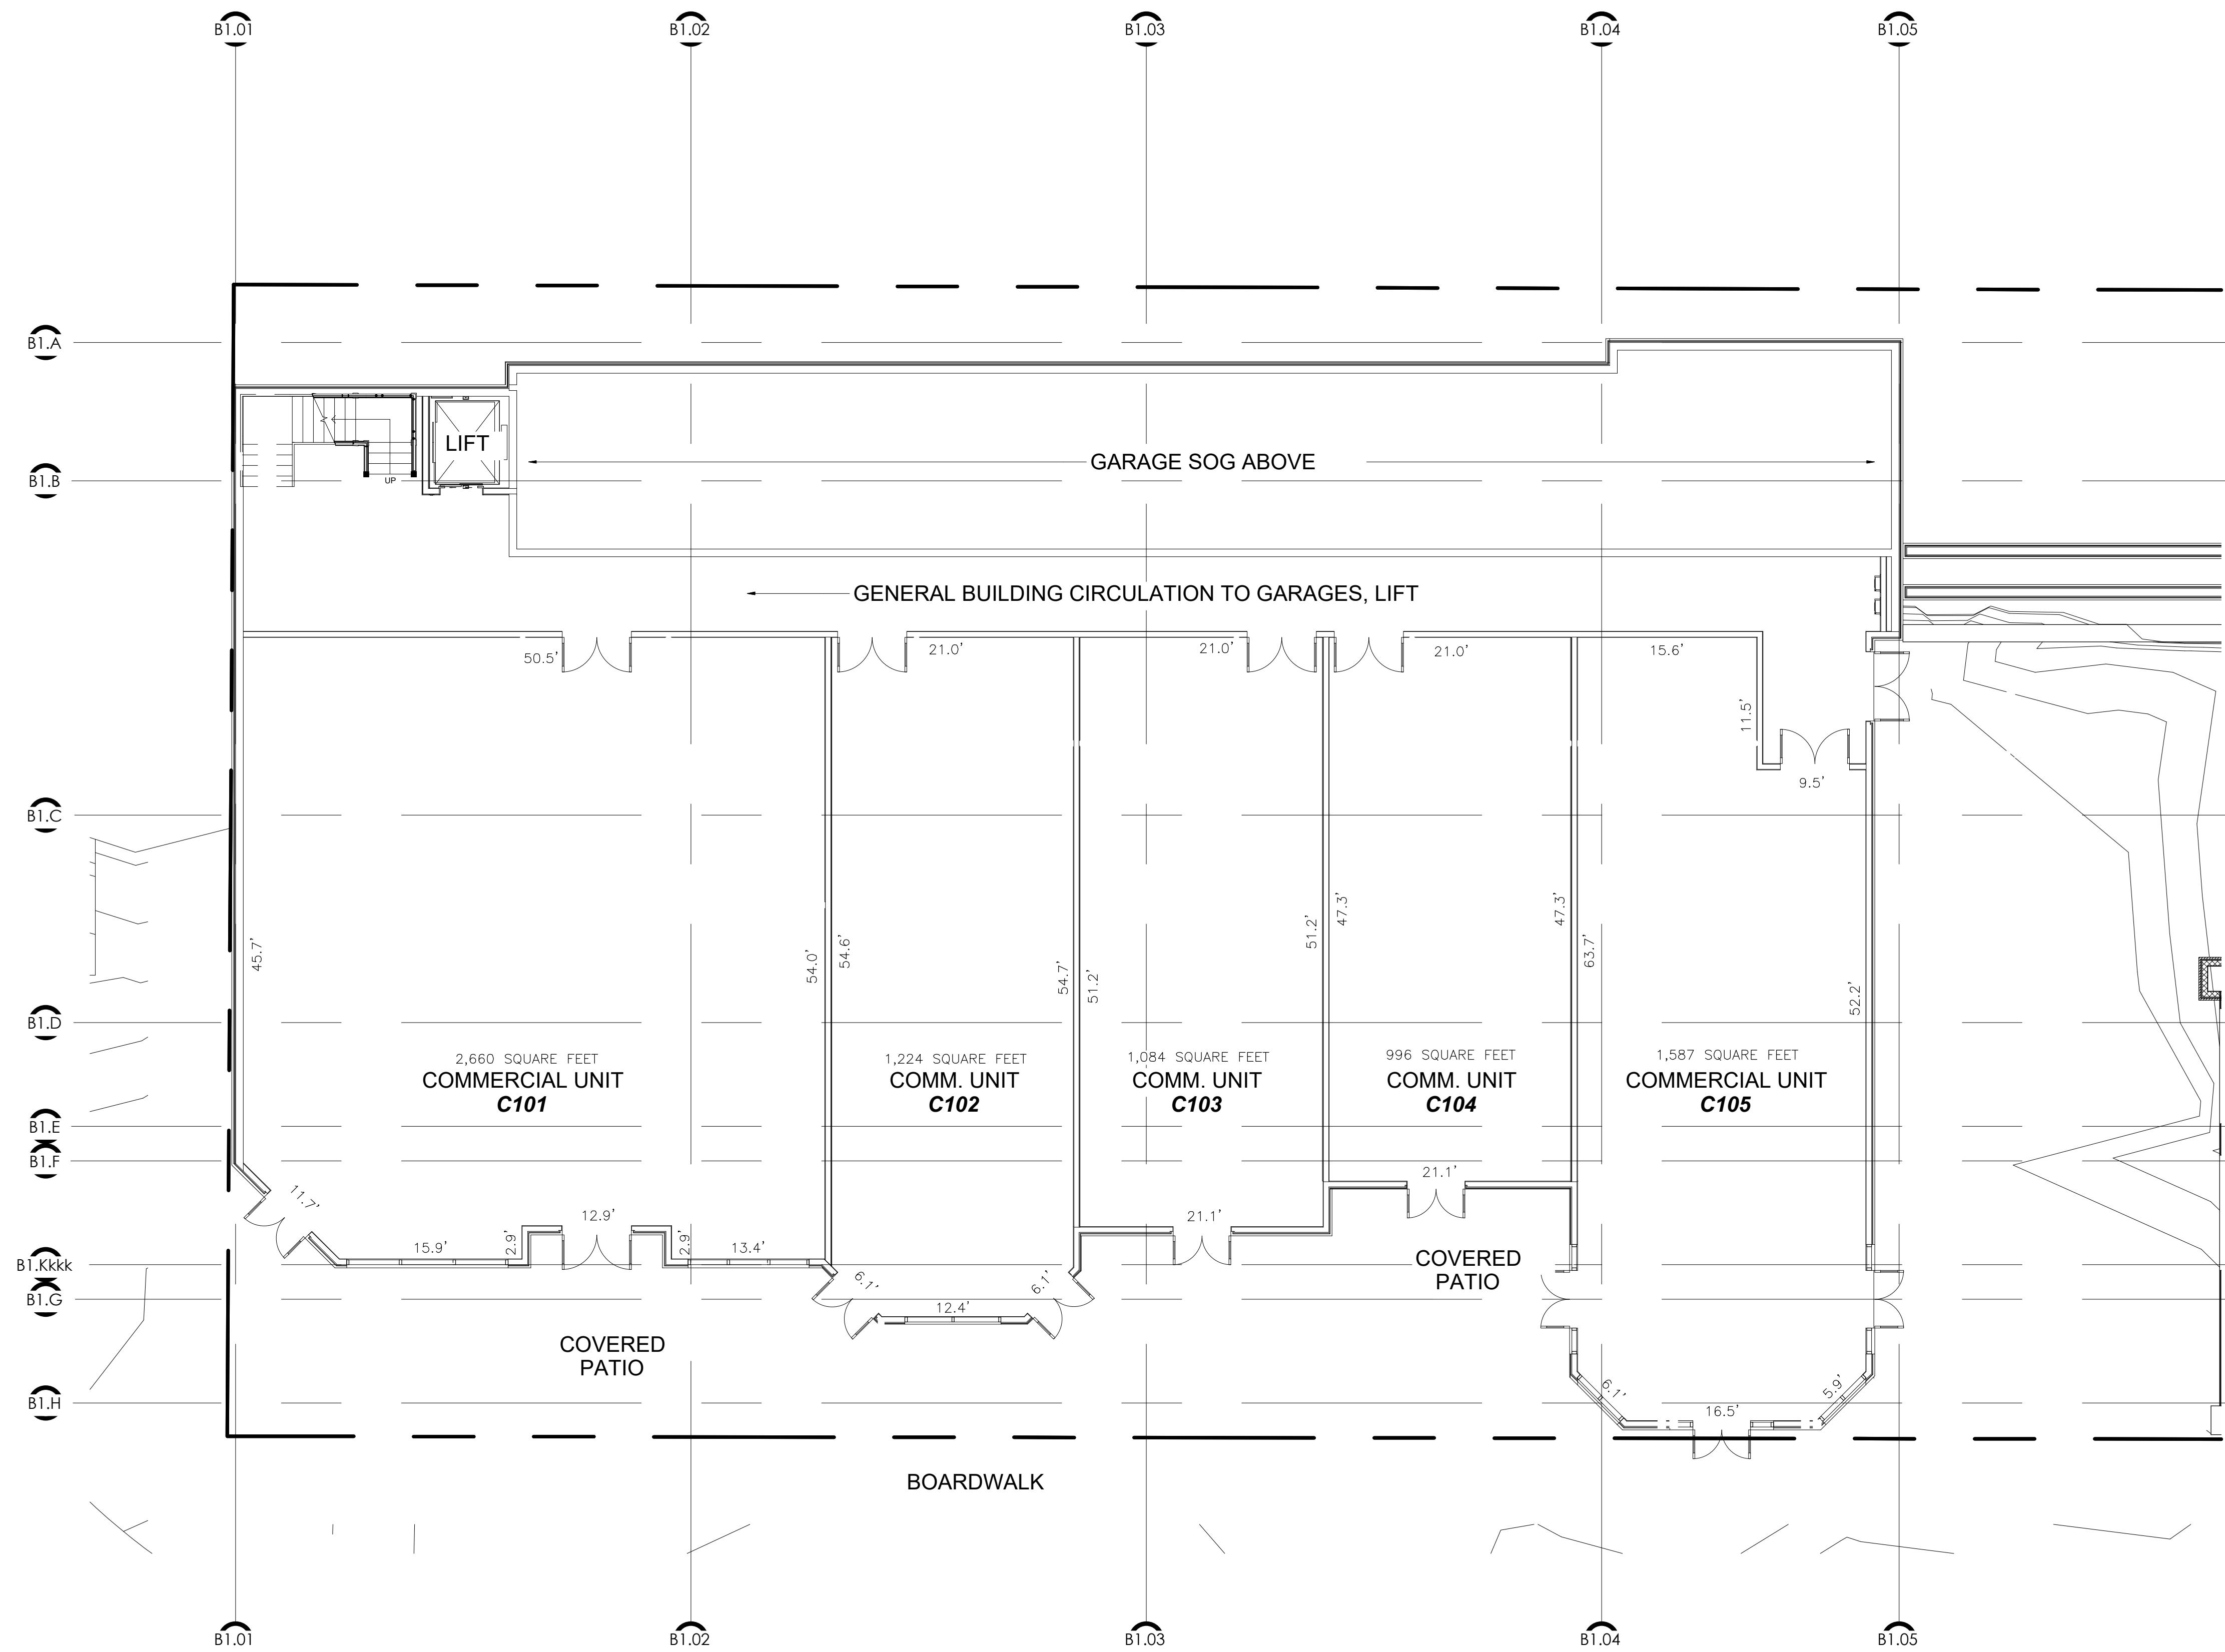 B1.01
B1.02
B1.03
B1.04
B1.05
B1.A
LIFT
GARAGE SOG ABOVE
B1.B
UP
GENERAL BUILDING CIRCULATION TO GARAGES, LIFT
50.5'
21.0'
21.0'
21.0'
15.6'
11.5'
9.5'
B1.C
45.7'
54.0'
54.6'
54.7'
51.2'
51.2'
47.3'
47.3'
63.7'
52.2'
B1.D
2,660 SQUARE FEET
COMMERCIAL UNIT
C101
1,224 SQUARE FEET
COMM. UNIT
C102
1,084 SQUARE FEET
COMM. UNIT
C103
996 SQUARE FEET
COMM. UNIT
C104
1,587 SQUARE FEET
COMMERCIAL UNIT
C105
B1.E
B1.F
11.7'
15.9'
2.9'
12.9'
2.9'
13.4'
6.1'
12.4'
6.1'
21.1'
21.1'
B1.Kkkk
COVERED
PATIO
B1.G
COVERED
PATIO
B1.H
6.1'
16.5'
5.9'
BOARDWALK
B1.01
B1.02
B1.03
B1.04
B1.05